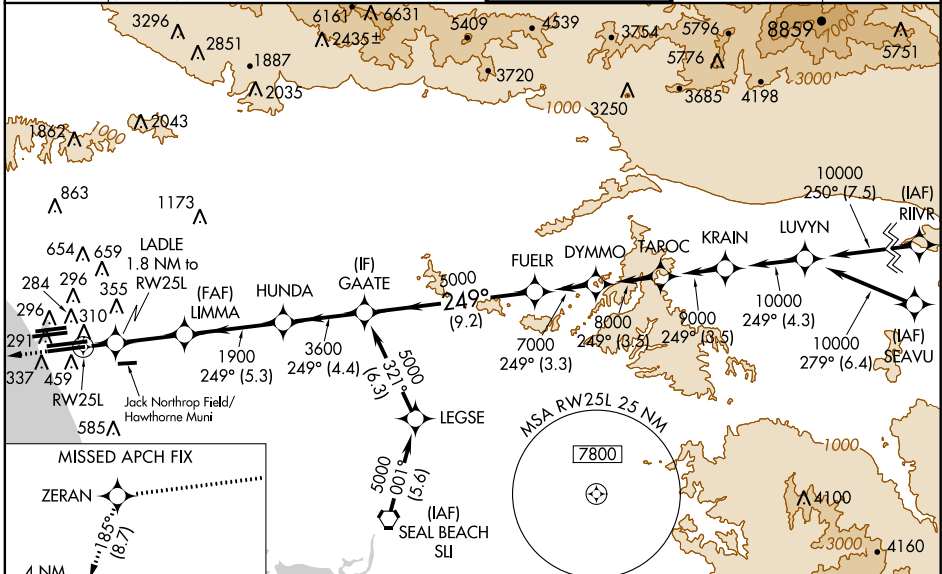 3296
6161
6631
2435±
2851
1887
2035
5409
4539
3720
3754
5796
5776
8859
7000
5751
3000
3250
3685
4198
1000
1862
1000
2043
863
1173
654
659
284
296
355
296
310
291
337
459
585
LADLE
1.8 NM to
RW25L
(FAF)
LIMMA
HUNDA
(IF)
GAATE
FUELR
DYMMO
TAROC
KRAIN
LUVYN
10000
250° (7.5)
(IAF)
RIIVR
5000
249°
(9.2)
1900
249° (5.3)
3600
249° (4.4)
7000
249° (3.3)
8000
249° (3.5)
9000
249° (3.5)
10000
249° (4.3)
10000
279° (6.4)
(IAF)
SEAVU
RW25L
Jack Northrop Field/
Hawthorne Muni
5000
321°
(6.3)
LEGSE
5000
001°
(5.6)
(IAF)
SEAL BEACH
SLI
MSA RW25L 25 NM
7800
1000
4100
3000
4160
MISSED APCH FIX
ZERAN
185°
(8.7)
4 NM